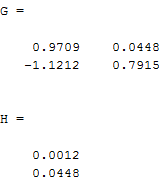 G =
0.9709 0.0448
-1.1212 0.7915
H =
0.0012
0.0448